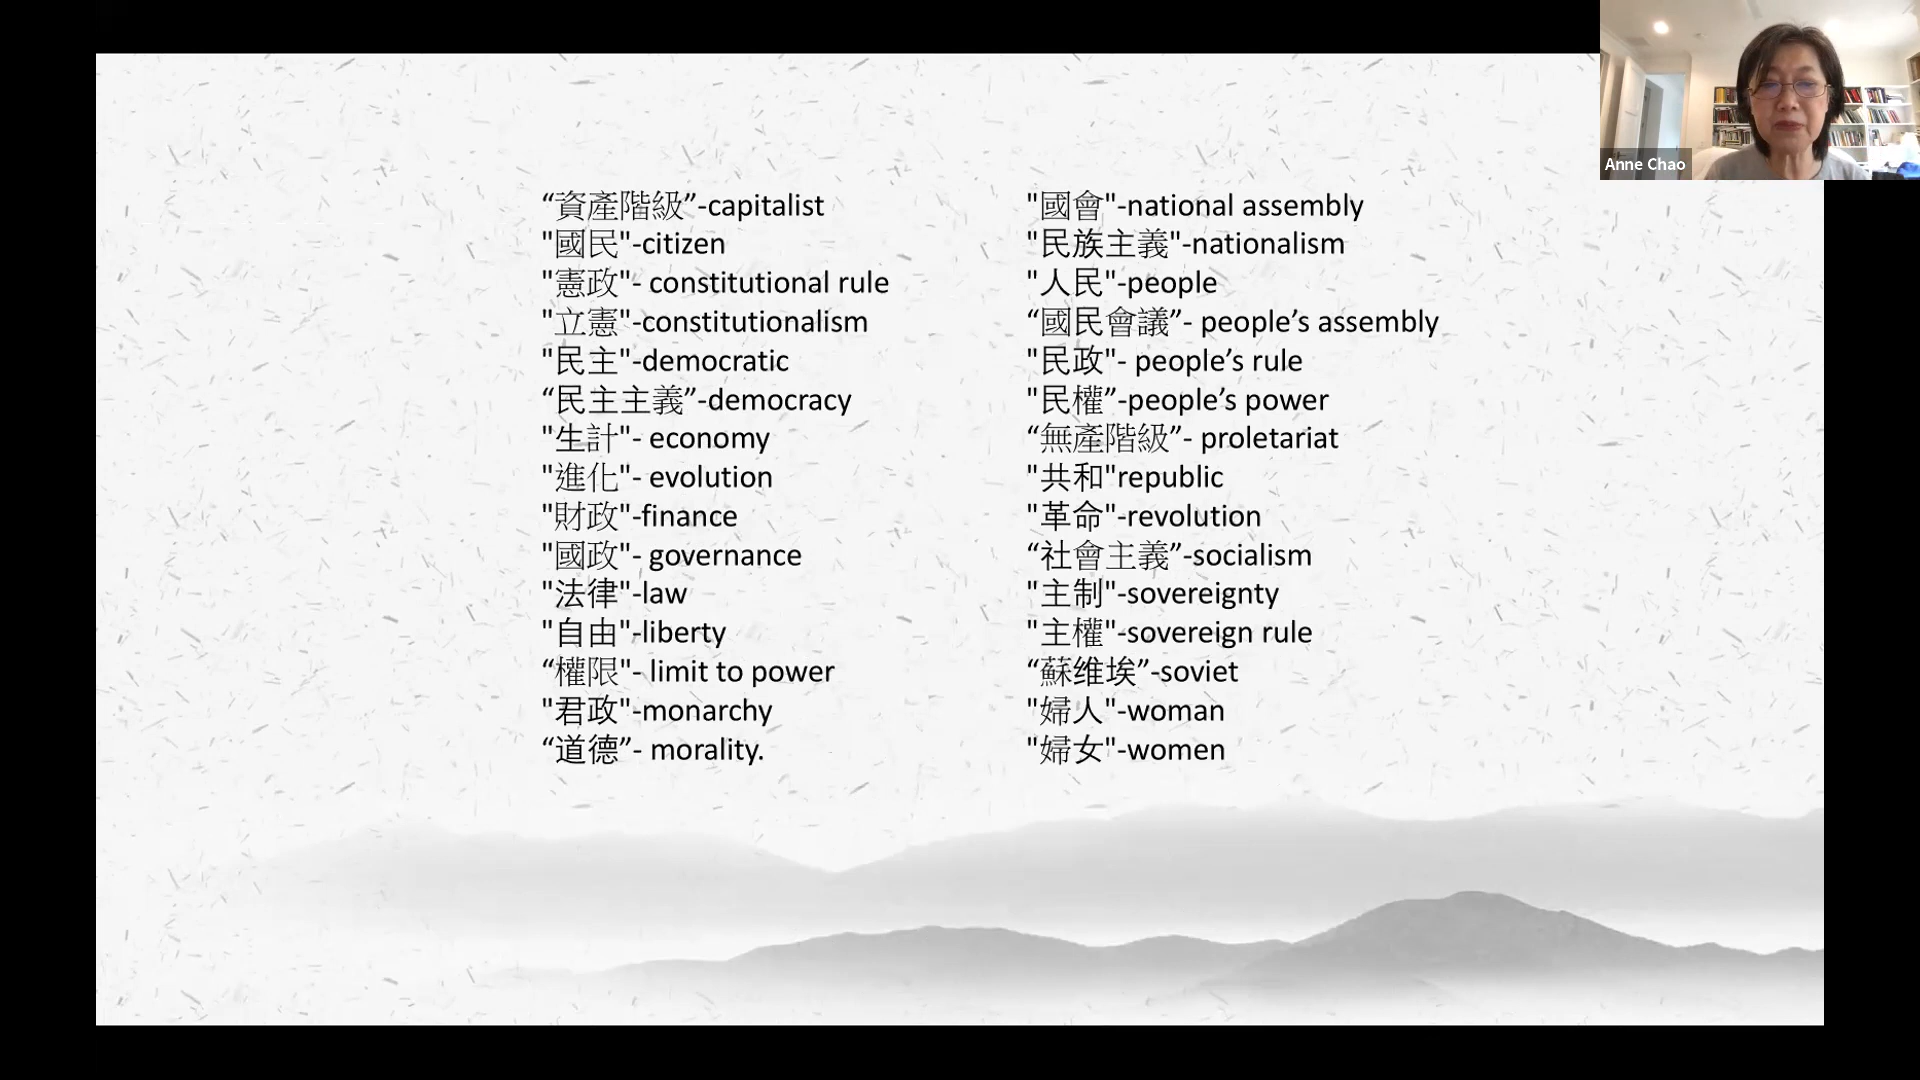 “資產階級”-capitalist
"國民"-citizen
"憲政"- constitutional rule
"立憲"-constitutionalism
"民主"-democratic
“民主主義”-democracy
"生計"- economy
"進化"- evolution
"財政"-finance
"國政"- governance
"法律"-law
"自由"-liberty
“權限"- limit to power
"君政"-monarchy
“道德”- morality.
"國會"-national assembly
"民族主義"-nationalism
"人民"-people
“國民會議”- people’s assembly
"民政"- people’s rule
"民權”-people’s power
“無產階級”- proletariat
"共和"republic
"革命"-revolution
“社會主義”-socialism
"主制"-sovereignty
"主權"-sovereign rule
“蘇维埃”-soviet
"婦人"-woman
"婦女"-women
Anne Chao